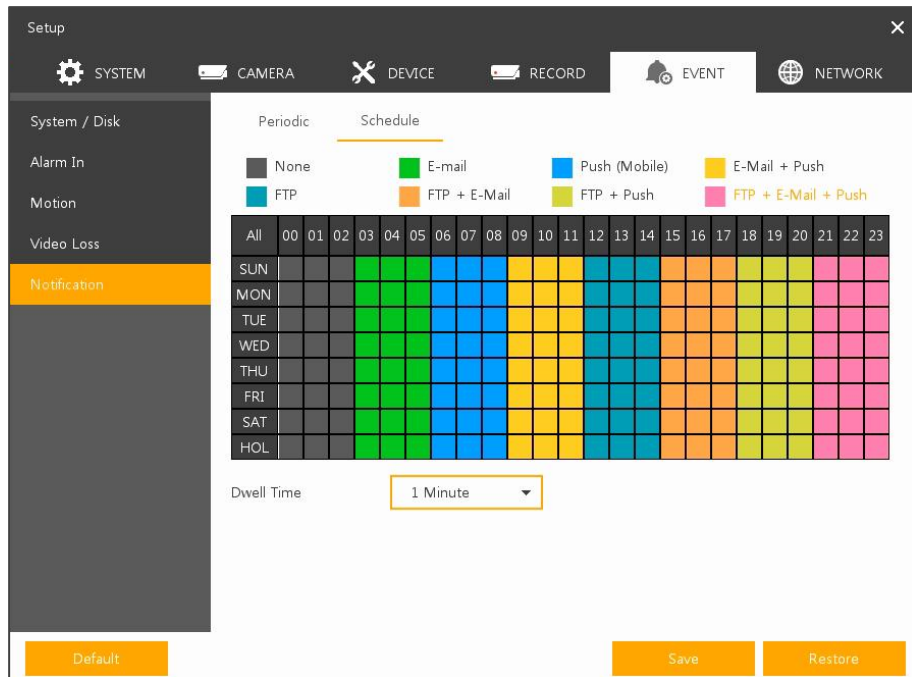 Setup
SYSTEM CAMERA DEVICE RECORD EVENT NETWORK
System / Disk
Alarm In
Motion
Video Loss
Notification
Periodic Schedule
None E-mail Push (Mobile) E-Mail + Push
FTP FTP + E-Mail FTP + Push FTP + E-Mail + Push
All 00 01 02 03 04 05 06 07 08 09 10 11 12 13 14 15 16 17 18 19 20 21 22 23
SUN
MON
TUE
WED
THU
FRI
SAT
HOL
Dwell Time 1 Minute
Default Save Restore